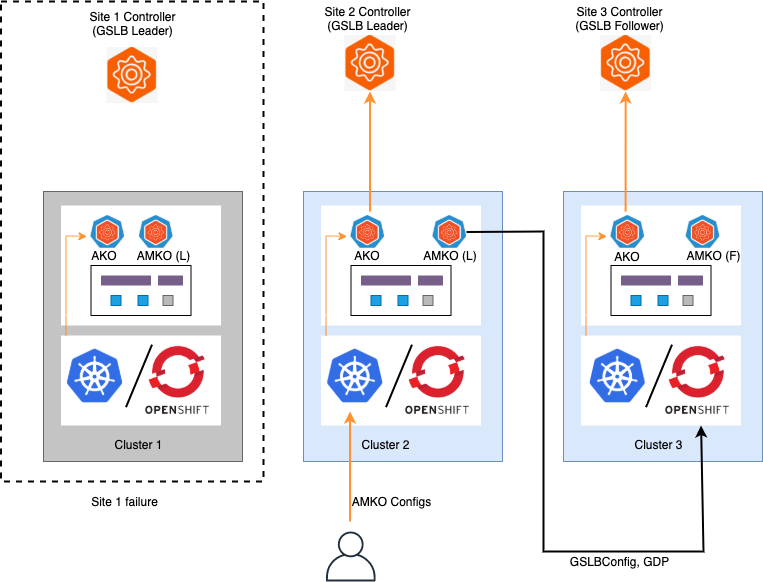 Site 1 Controller
(GSLB Leader)
Site 2 Controller
(GSLB Leader)
Site 3 Controller
(GSLB Follower)
AKO
AMKO (L)
AKO
AMKO (L)
AKO
AMKO (F)
OPENSHIFT
OPENSHIFT
OPENSHIFT
Cluster 1
Cluster 2
Cluster 3
Site 1 failure
AMKO Configs
GSLBConfig, GDP